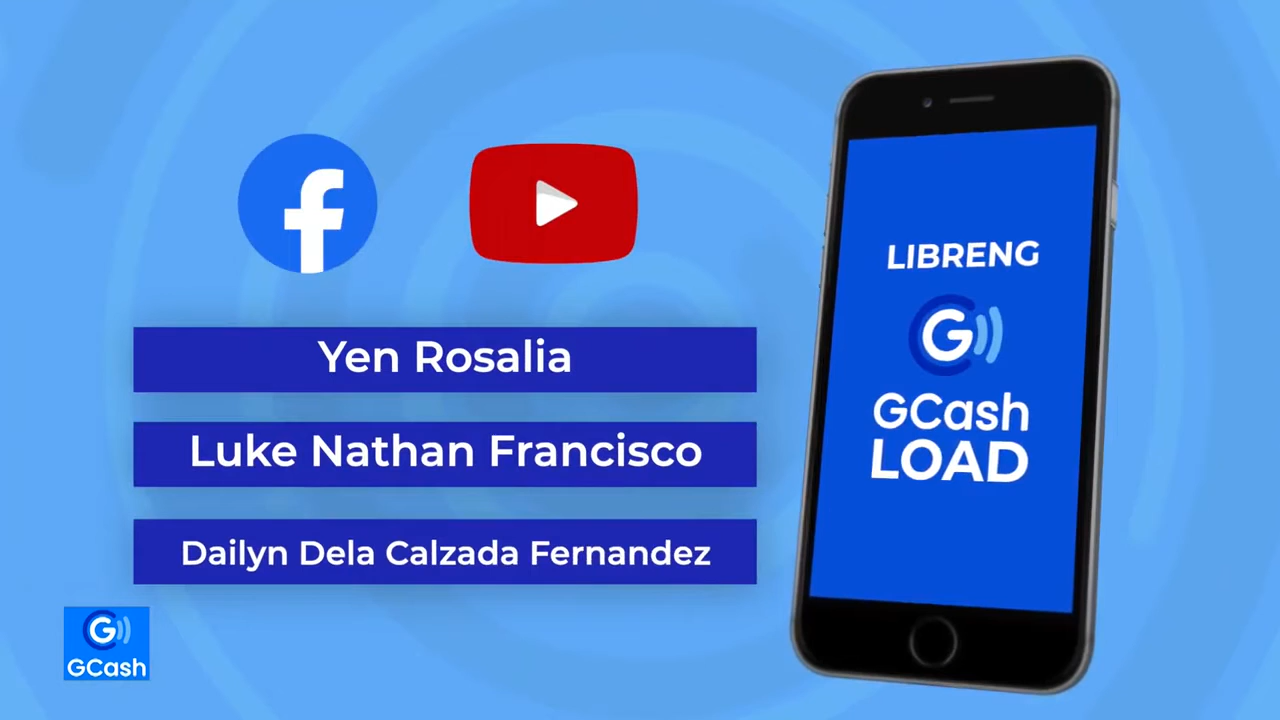 Yen Rosalia
Luke Nathan Francisco
Dailyn Dela Calzada Fernandez
GCash
LIBRENG
GCash
LOAD